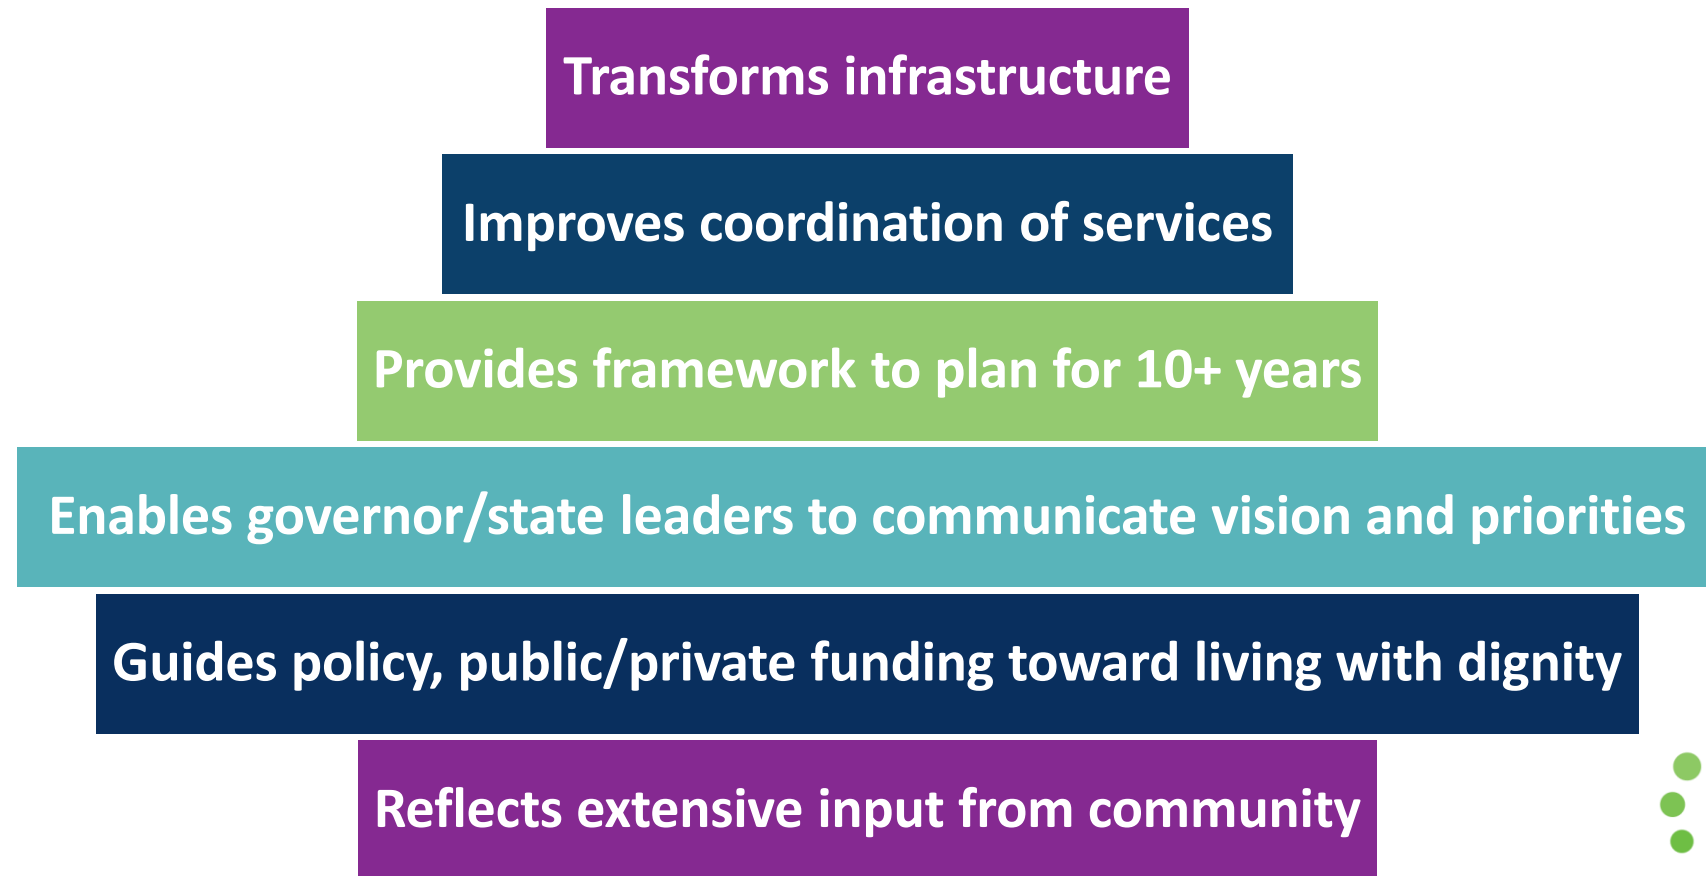 Transforms infrastructure
Improves coordination of services
Provides framework to plan for 10+ years
Enables governor/state leaders to communicate vision and priorities
Guides policy, public/private funding toward living with dignity
Reflects extensive input from community